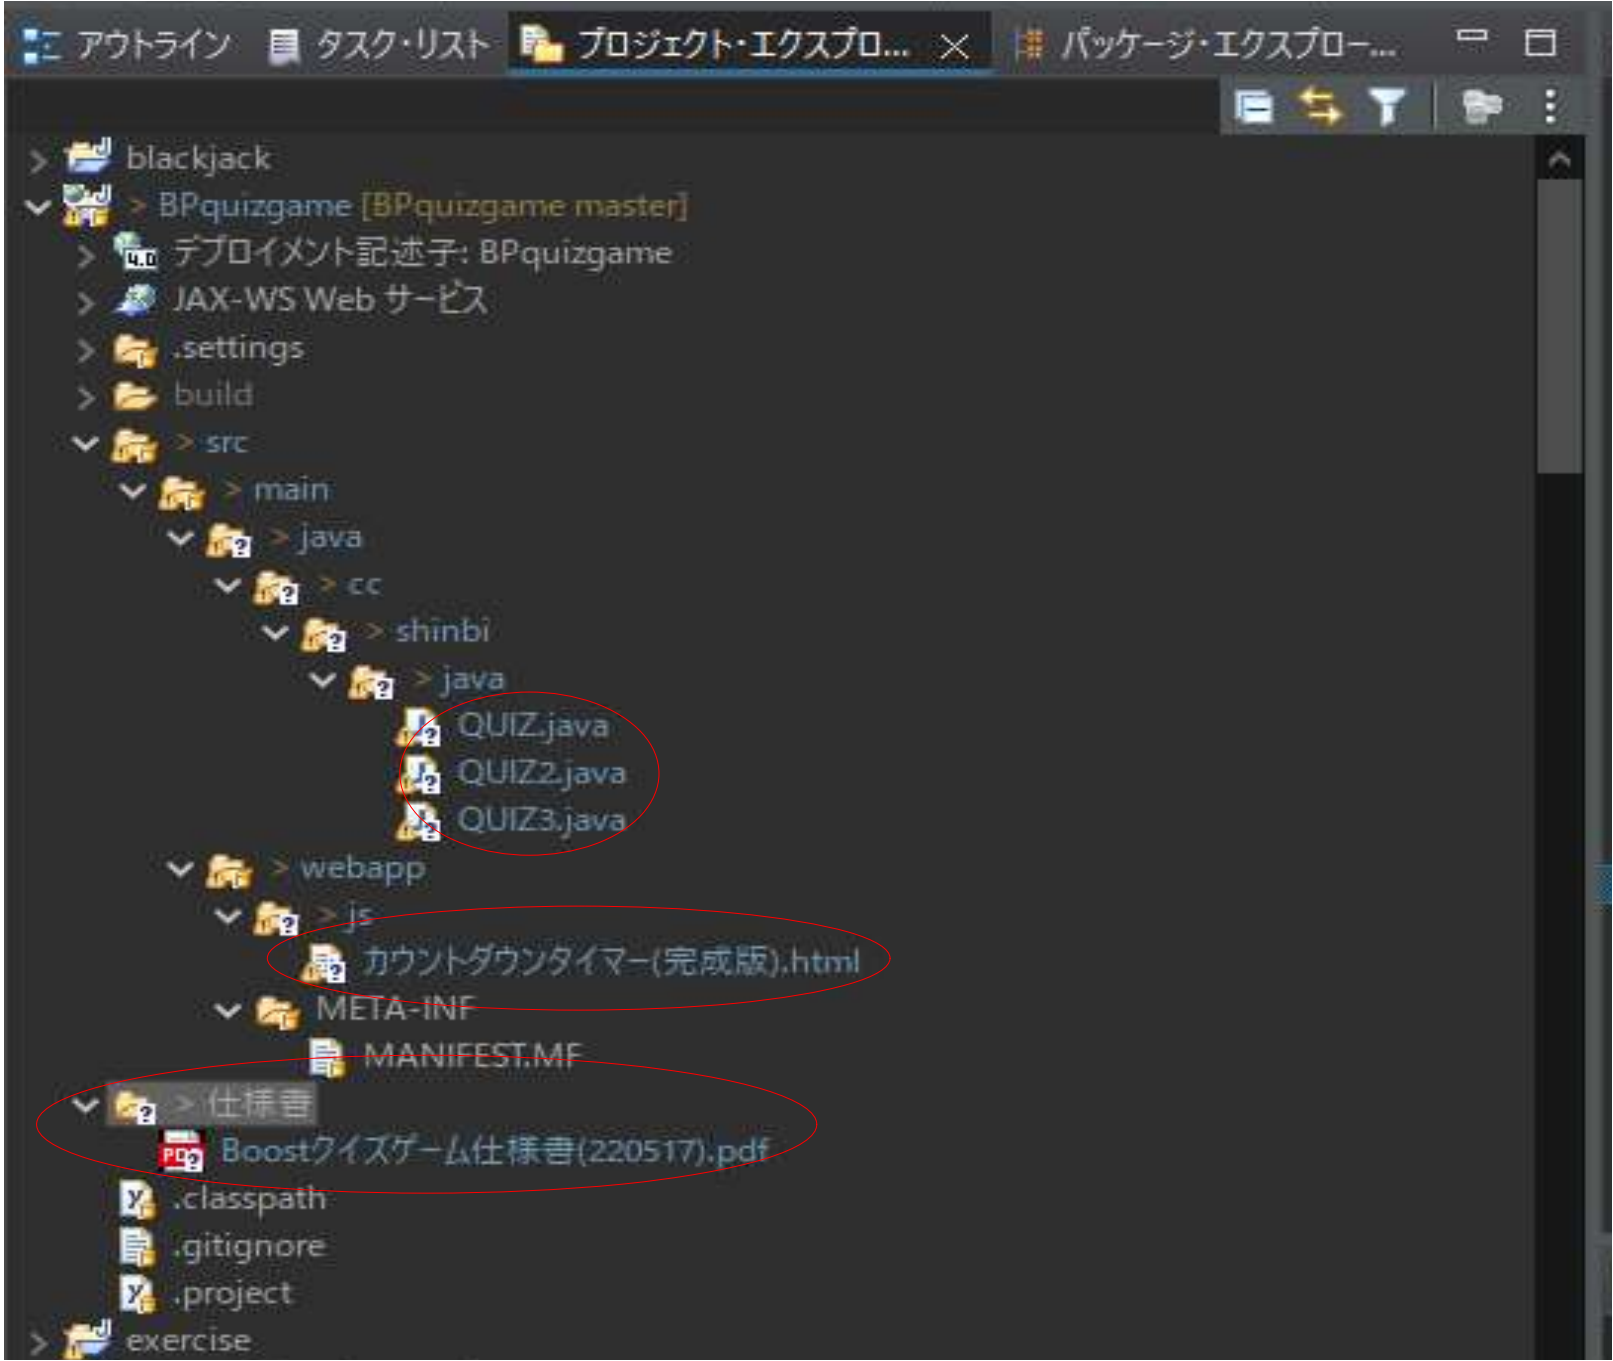 アウトライン タスク・リスト プロジェクト・エクスプロ... パッケージ・エクスプロー...
blackjack
> BPquizgame [BPquizgame master]
デプロイメント記述子: BPquizgame
JAX-WS Web サービス
.settings
build
> src
> main
> java
> cc
> shinbi
> java
QUIZ.java
QUIZ2.java
QUIZ3.java
> webapp
> js
カウントダウンタイマー(完成版).html
META-INF
MANIFEST.MF
> 仕様書
Boostクイズゲーム仕様書(220517).pdf
.classpath
.gitignore
.project
exercise